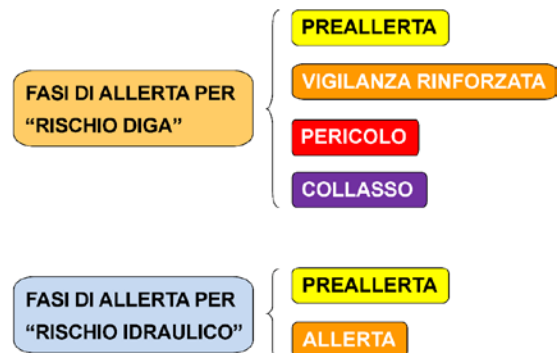 PREALLERTA
FASI DI ALLERTA PER
“RISCHIO DIGA”
VIGILANZA RINFORZATA
PERICOLO
COLLASSO
FASI DI ALLERTA PER
“RISCHIO IDRAULICO”
PREALLERTA
ALLERTA